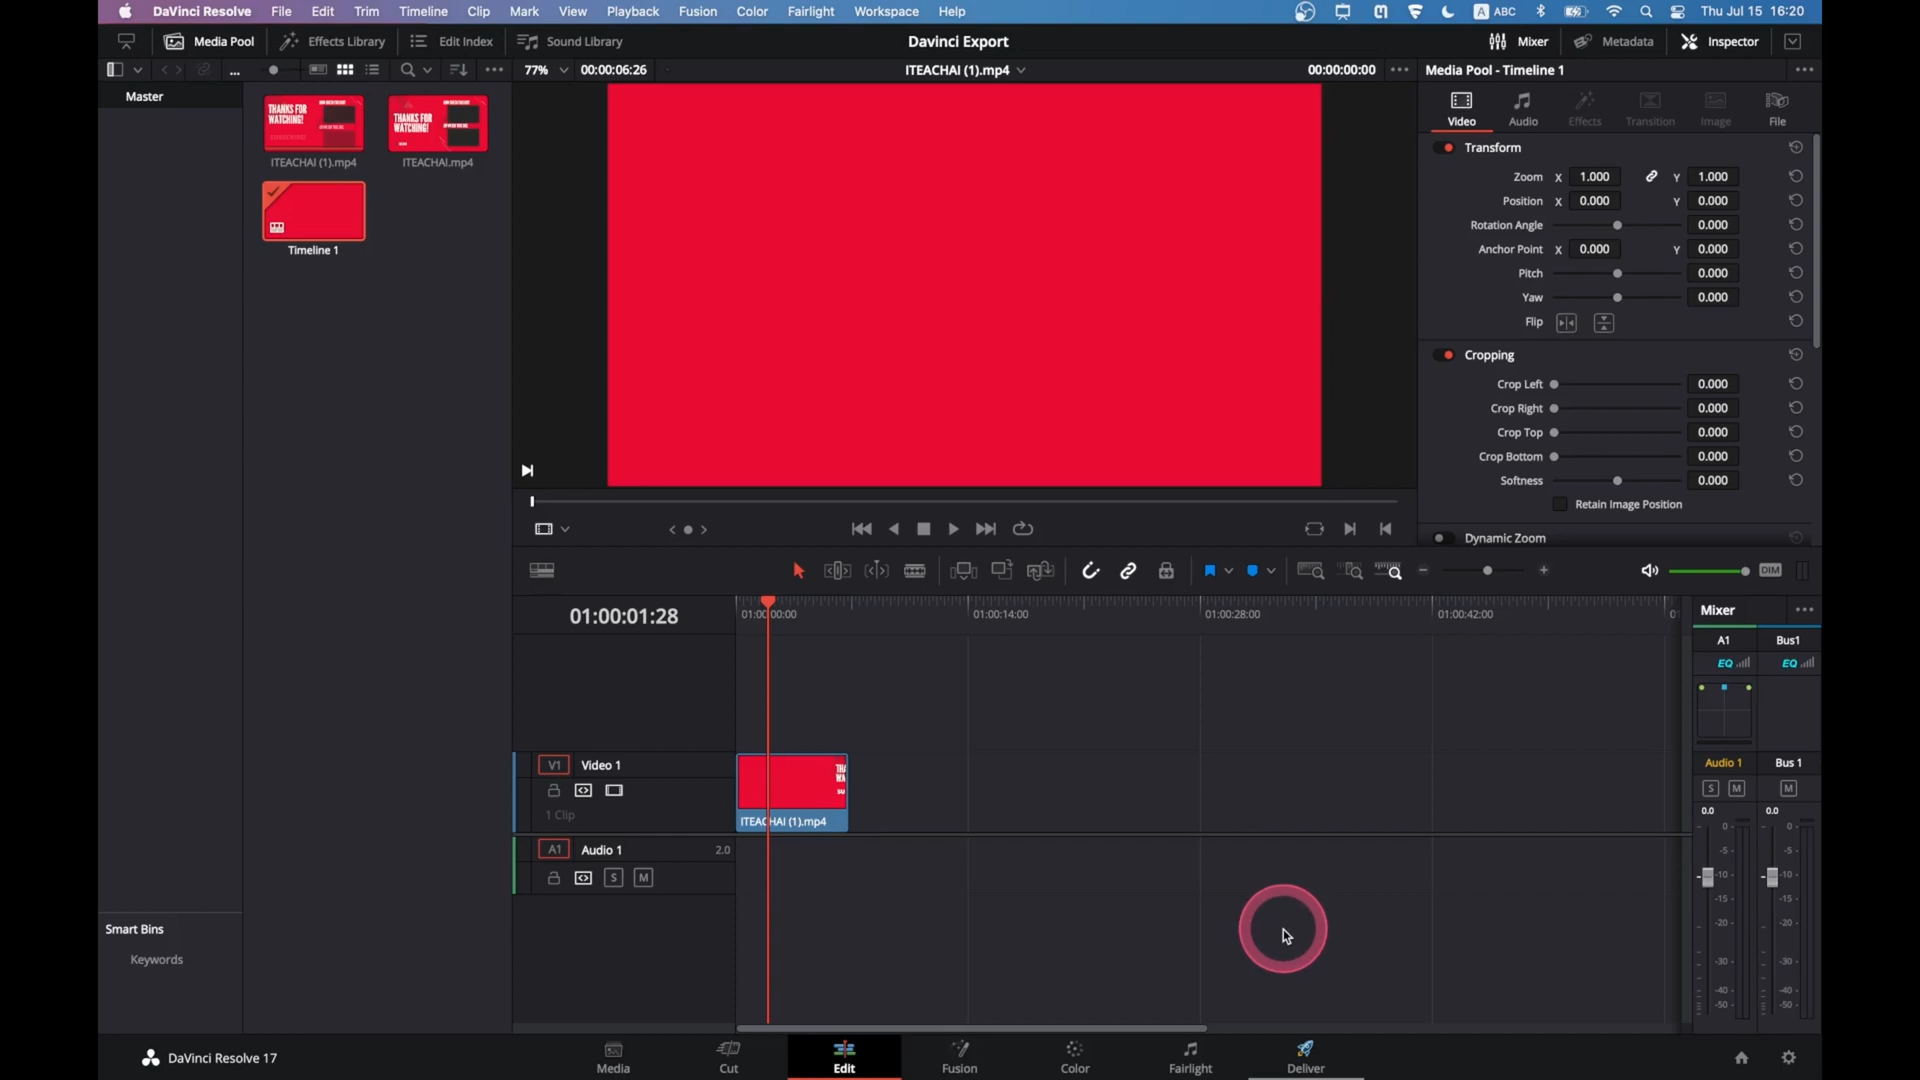 DaVinci Resolve File Edit Trim Timeline Clip Mark View Playback Fusion Color Fairlight Workspace Help A ABC Thu Jul 15 16:20
Media Pool Effects Library Edit Index Sound Library Davinci Export Mixer Metadata Inspector
77% 00:00:06:26 ITEACHAI (1).mp4 00:00:00:00 Media Pool - Timeline 1
Master
THANKS FOR WATCHING!
THANKS FOR WATCHING!
ITEACHAI (1).mp4 ITEACHAI.mp4
Timeline 1
Video Audio Effects Transition Image File
Transform
Zoom X 1.000 Y 1.000
Position X 0.000 Y 0.000
Rotation Angle 0.000
Anchor Point X 0.000 Y 0.000
Pitch 0.000
Yaw 0.000
Flip
Cropping
Crop Left 0.000
Crop Right 0.000
Crop Top 0.000
Crop Bottom 0.000
Softness 0.000
Retain Image Position
Dynamic Zoom
DIM
01:00:01:28
01:00:00:00 01:00:14:00 01:00:28:00 01:00:42:00
Mixer
A1 Bus1
EQ EQ
V1 Video 1
1 Clip
ITEACHAI (1).mp4
A1 Audio 1 2.0
S M
Audio 1 Bus 1
S M M
0.0 0.0
0 0
-5 -5
-10 -10
-15 -15
-20 -20
-30 -30
-40 -40
-50 -50
Smart Bins
Keywords
DaVinci Resolve 17
Media Cut Edit Fusion Color Fairlight Deliver